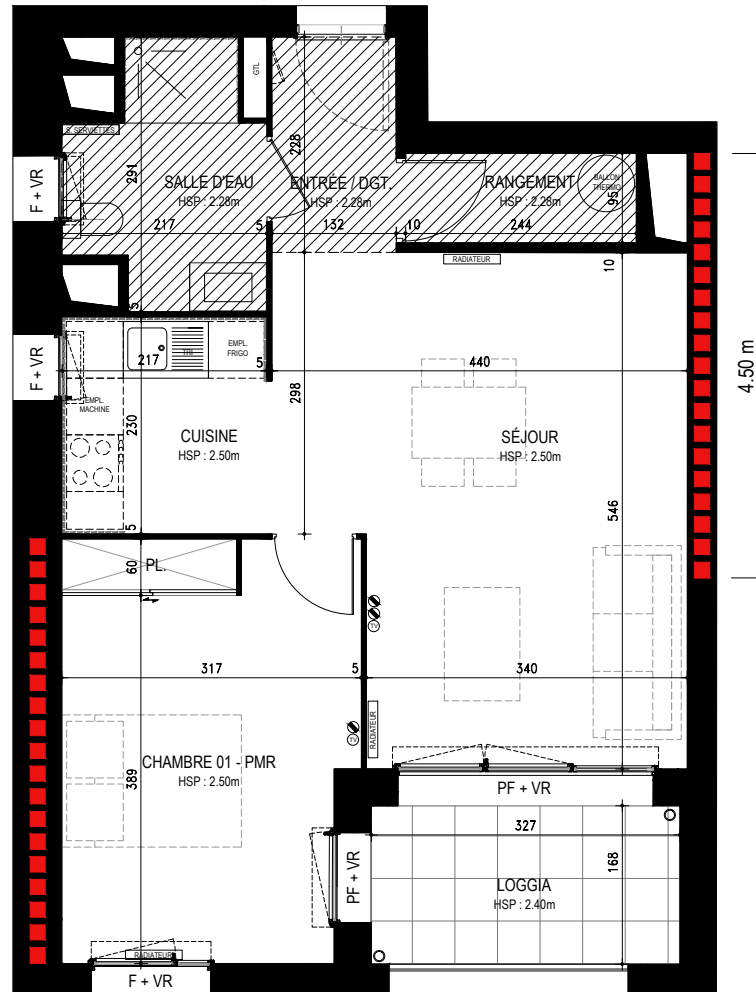 GTL
S. SERVIETTES
228
291
SALLE D'EAU
HSP : 2.28m
ENTRÉE / DGT.
HSP : 2.28m
RANGEMENT
HSP : 2.28m
BALLON
THERMO
95
F + VR
217
5
132
10
244
RADIATEUR
10
5
F + VR
217
TRI
EMPL.
FRIGO
5
440
4.50 m
EMPL.
MACHINE
298
230
CUISINE
HSP : 2.50m
SÉJOUR
HSP : 2.50m
546
5
60
PL.
TV
317
5
340
RADIATEUR
TV
CHAMBRE 01 - PMR
HSP : 2.50m
389
PF + VR
327
PF + VR
168
LOGGIA
HSP : 2.40m
RADIATEUR
F + VR